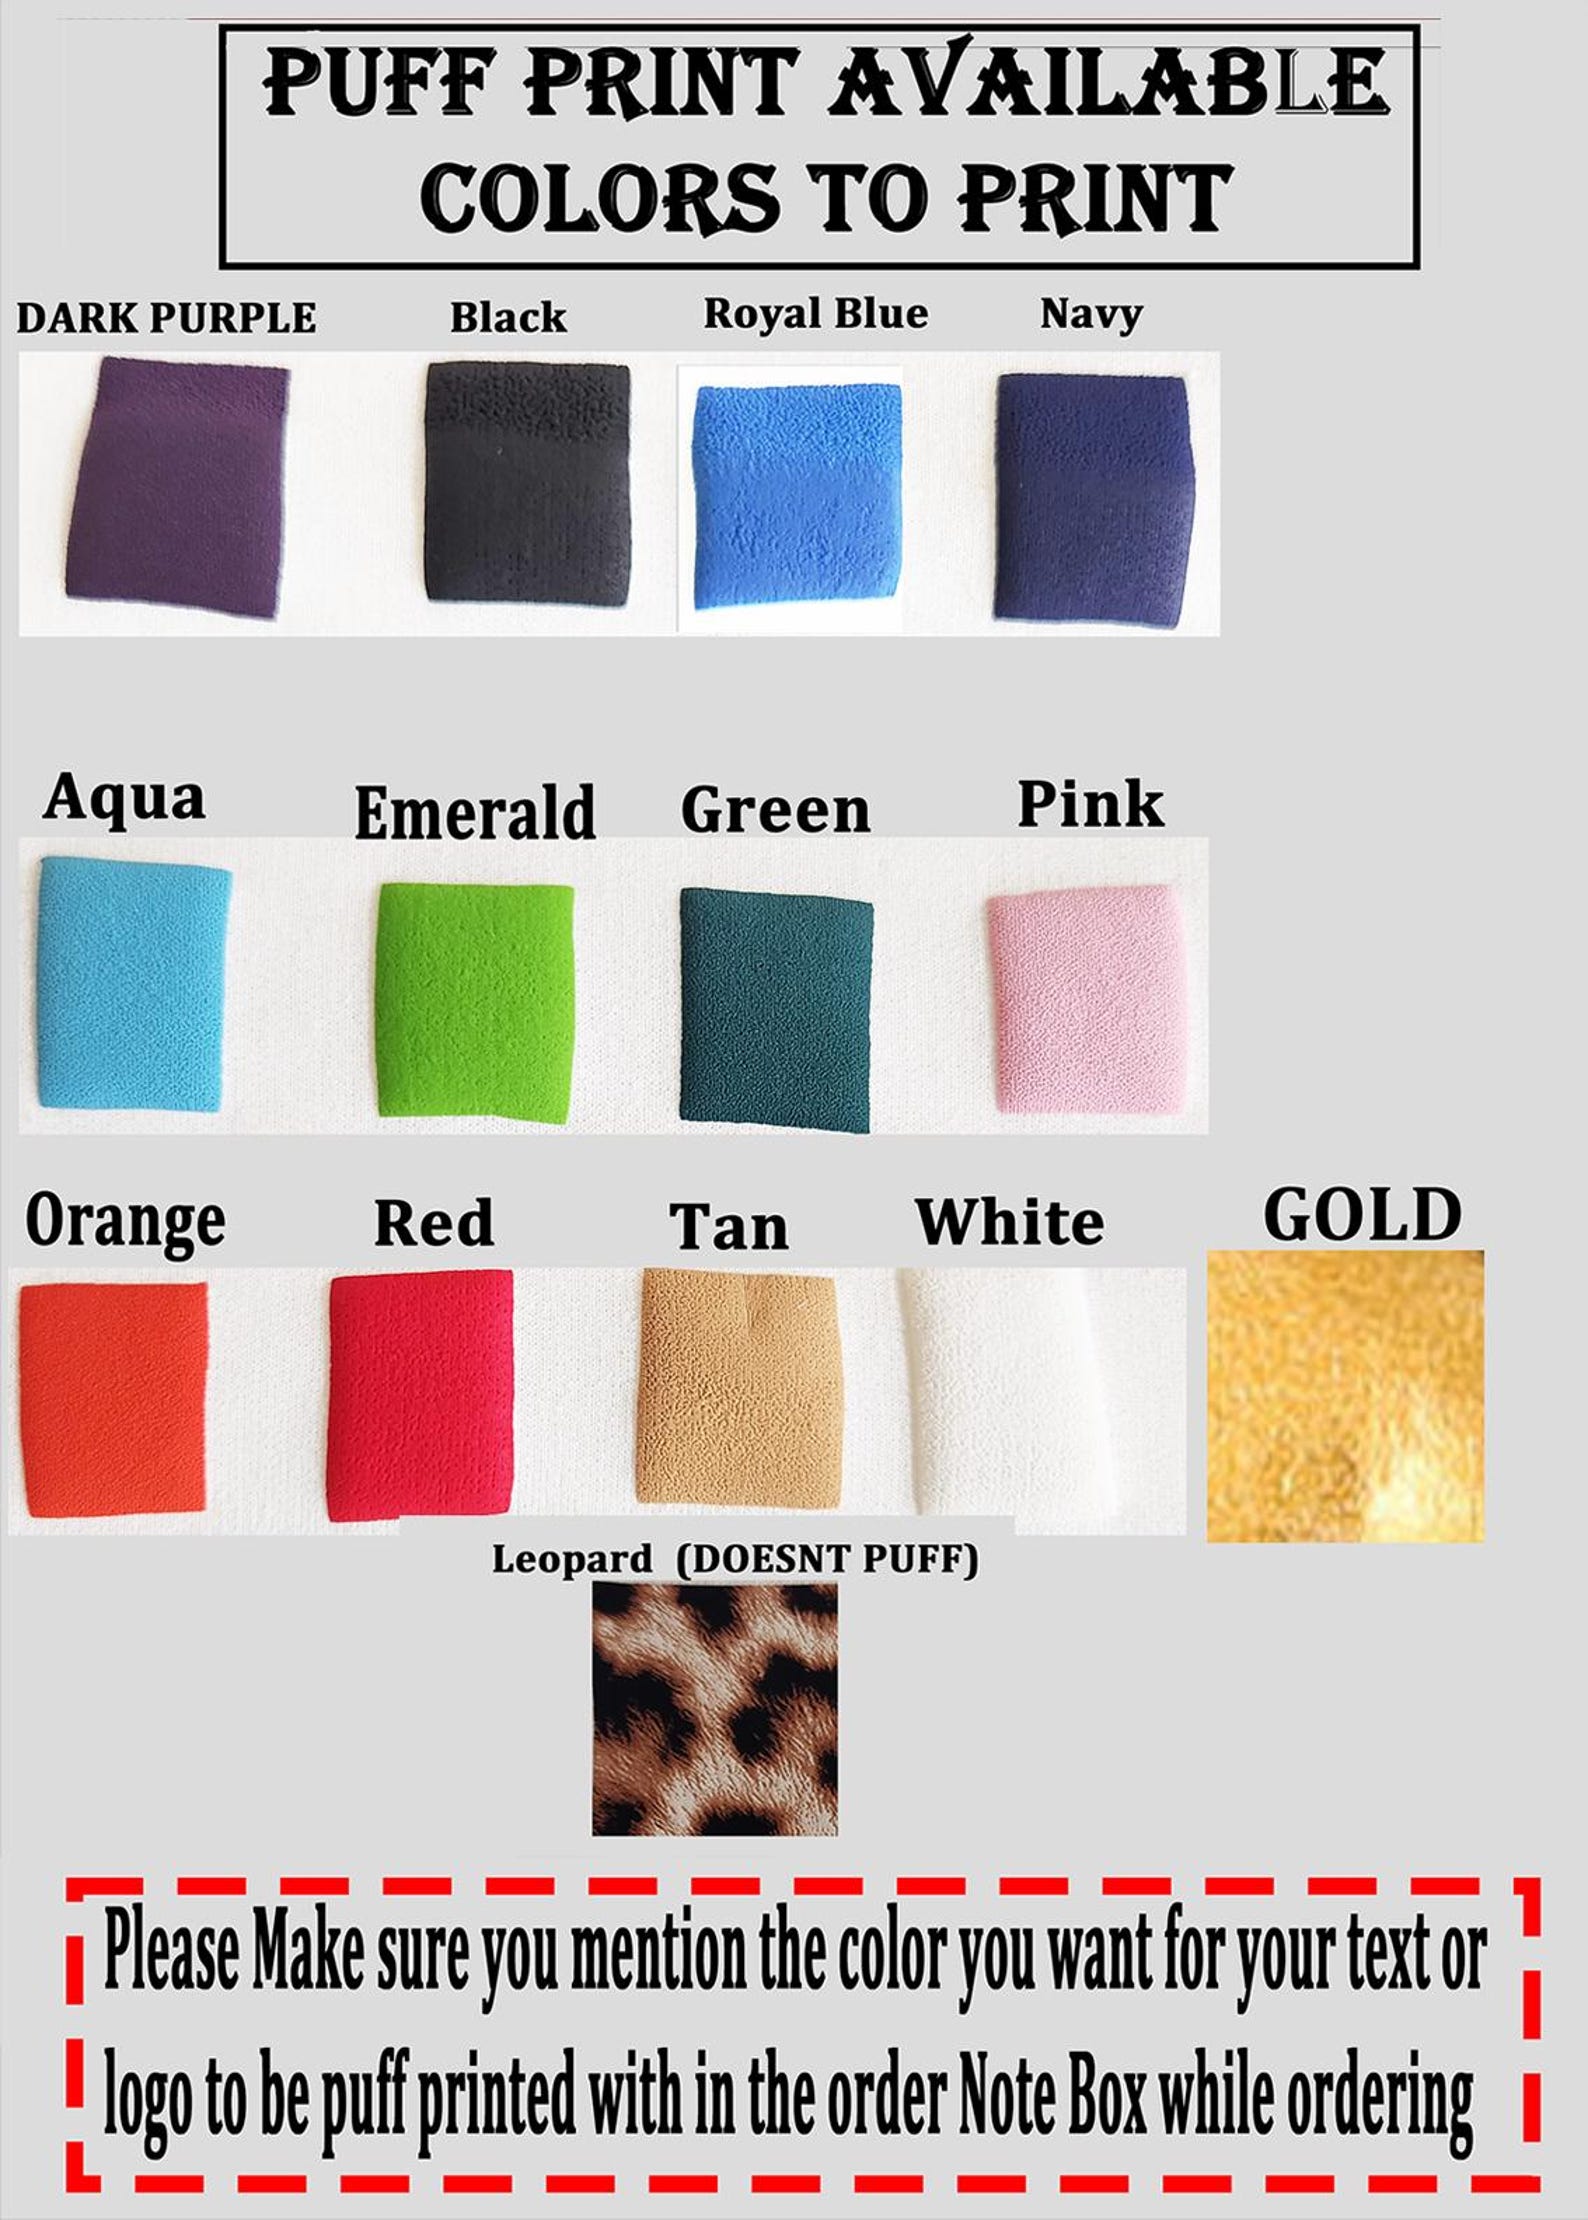 PUFF PRINT AVAILABLE
COLORS TO PRINT
DARK PURPLE
Black
Royal Blue
Navy
Aqua
Emerald
Green
Pink
Orange
Red
Tan
White
GOLD
Leopard (DOESNT PUFF)
Please Make sure you mention the color you want for your text or
logo to be puff printed with in the order Note Box while ordering